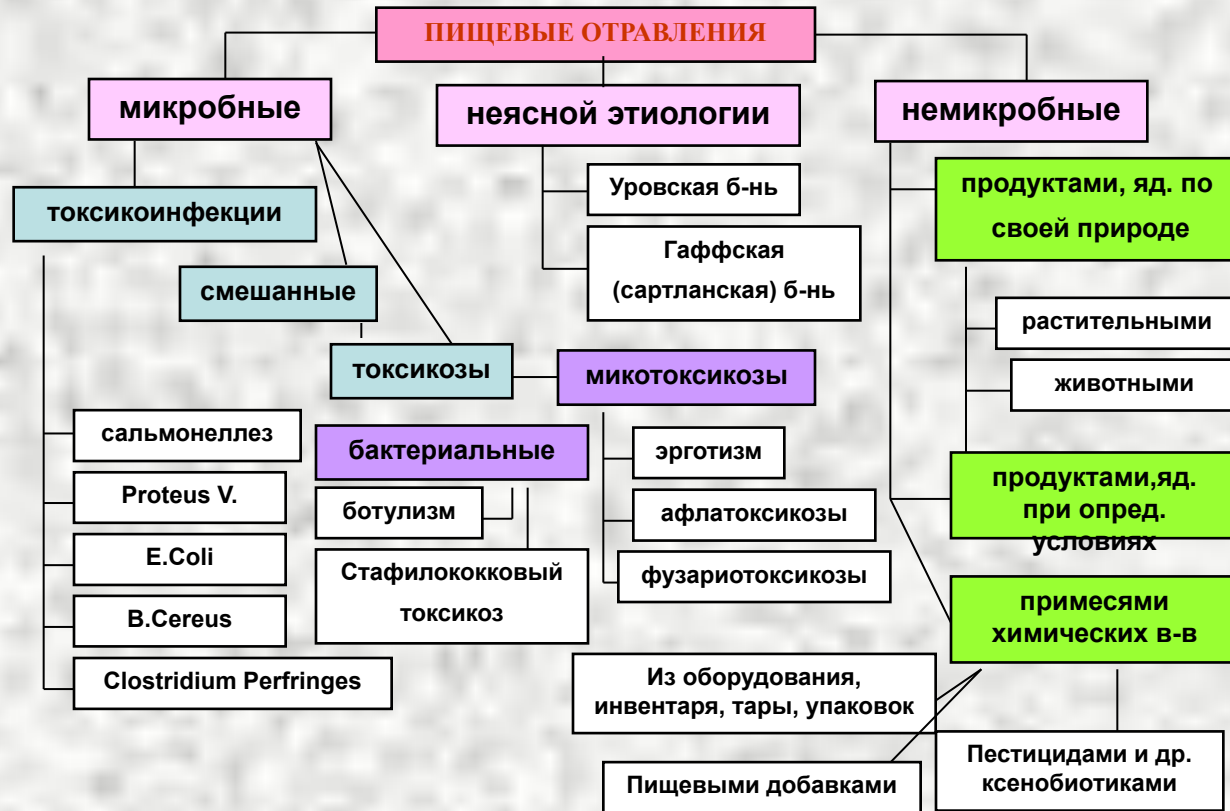 ПИЩЕВЫЕ ОТРАВЛЕНИЯ
микробные
неясной этиологии
немикробные
токсикоинфекции
смешанные
токсикозы
микотоксикозы
Уровская б-нь
Гаффская
(сартланская) б-нь
продуктами, яд. по
своей природе
растительными
животными
сальмонеллез
Proteus V.
E.Coli
B.Cereus
Clostridium Perfringes
бактериальные
ботулизм
Стафилококковый
токсикоз
эрготизм
афлатоксикозы
фузариотоксикозы
продуктами,яд.
при опред.
условиях
примесями
химических в-в
Из оборудования,
инвентаря, тары, упаковок
Пищевыми добавками
Пестицидами и др.
ксенобиотиками